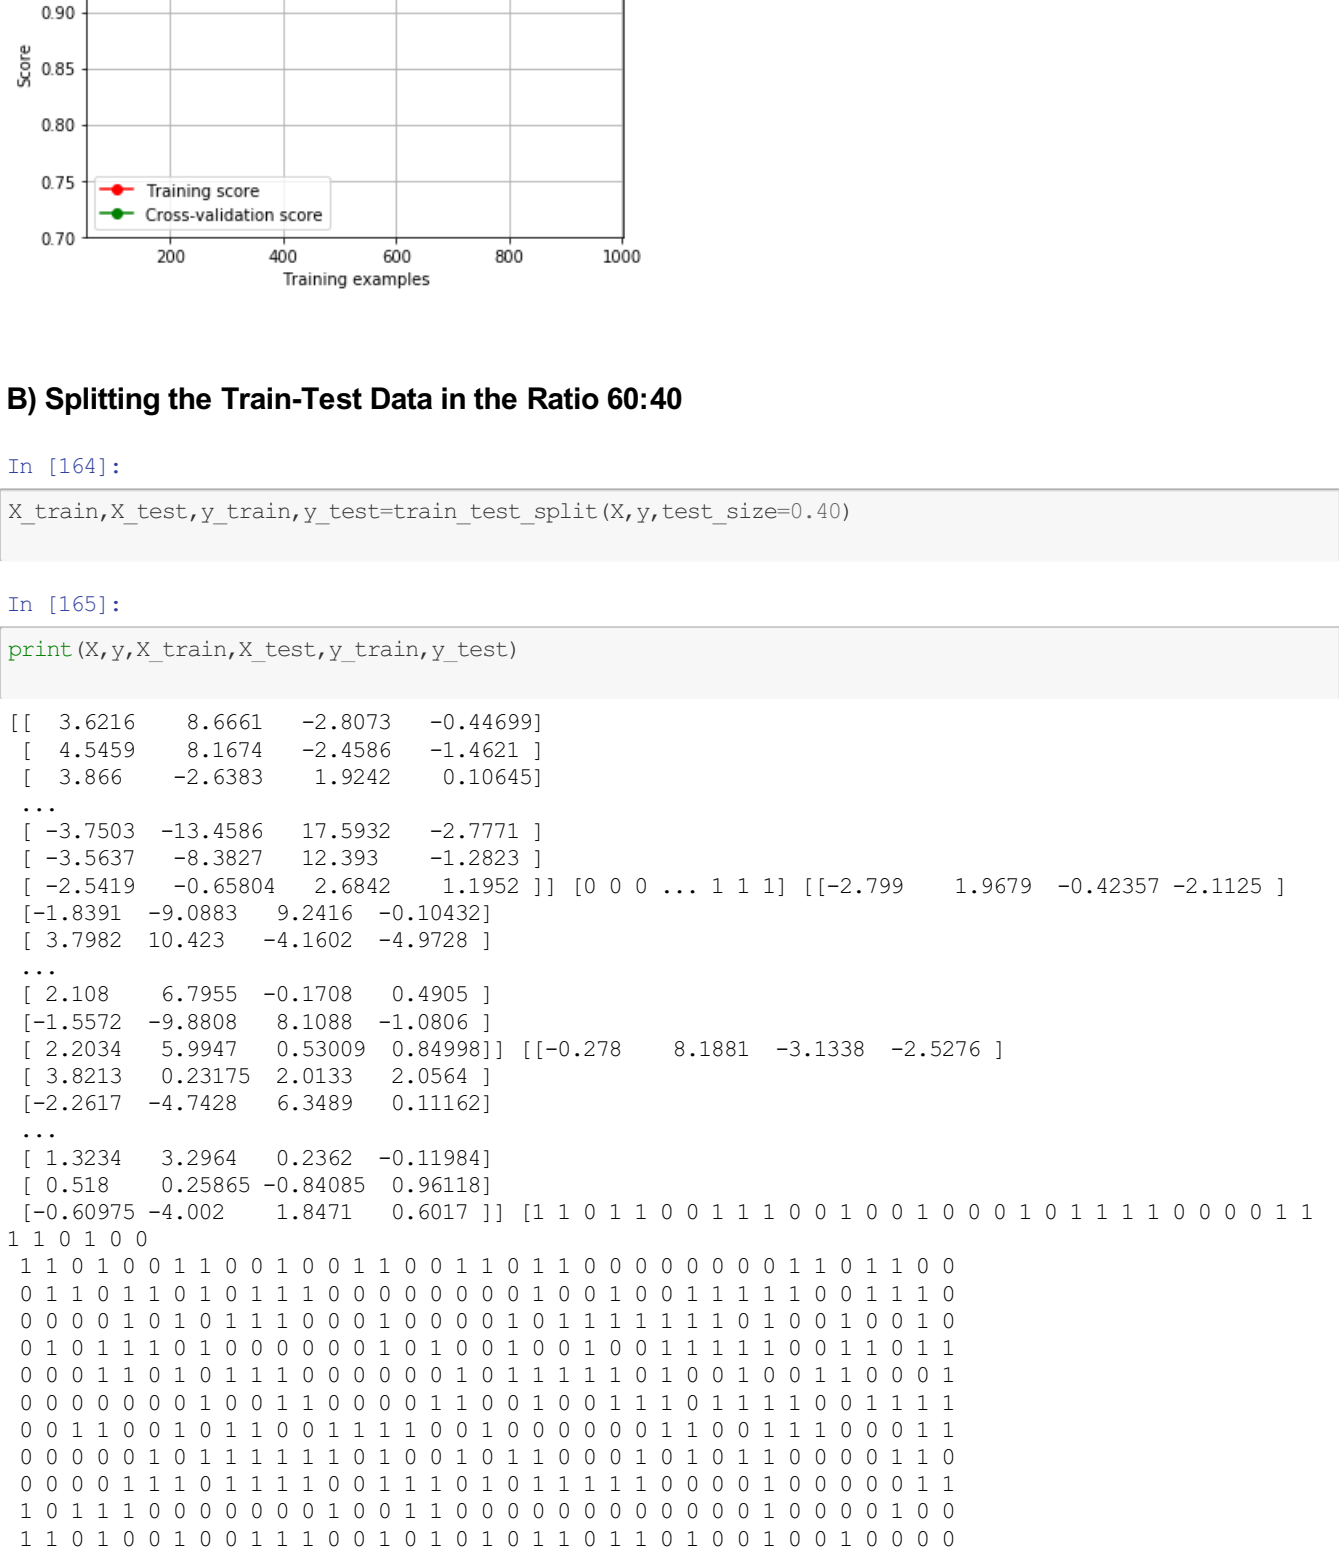 0.90
0.85
Score
0.80
0.75
Training score
Cross-validation score
0.70
200 400 600 800 1000
Training examples
B) Splitting the Train-Test Data in the Ratio 60:40
In [164]:
X_train,X_test,y_train,y_test=train_test_split(X,y,test_size=0.40)
In [165]:
print(X,y,X_train,X_test,y_train,y_test)
[[  3.6216    8.6661   -2.8073   -0.44699]
 [  4.5459    8.1674   -2.4586   -1.4621 ]
 [  3.866    -2.6383    1.9242    0.10645]
 ...
 [ -3.7503  -13.4586   17.5932   -2.7771 ]
 [ -3.5637   -8.3827   12.393    -1.2823 ]
 [ -2.5419   -0.65804   2.6842    1.1952 ]] [0 0 0 ... 1 1 1] [[-2.799    1.9679  -0.42357 -2.1125 ]
 [-1.8391  -9.0883   9.2416  -0.10432]
 [ 3.7982  10.423   -4.1602  -4.9728 ]
 ...
 [ 2.108    6.7955  -0.1708   0.4905 ]
 [-1.5572  -9.8808   8.1088  -1.0806 ]
 [ 2.2034   5.9947   0.53009  0.84998]] [[-0.278    8.1881  -3.1338  -2.5276 ]
 [ 3.8213   0.23175  2.0133   2.0564 ]
 [-2.2617  -4.7428   6.3489   0.11162]
 ...
 [ 1.3234   3.2964   0.2362  -0.11984]
 [ 0.518    0.25865 -0.84085  0.96118]
 [-0.60975 -4.002    1.8471   0.6017 ]] [1 1 0 1 1 0 0 1 1 1 0 0 1 0 0 1 0 0 0 1 0 1 1 1 1 0 0 0 0 1 1
1 1 0 1 0 0
 1 1 0 1 0 0 1 1 0 0 1 0 0 1 1 0 0 1 1 0 1 1 0 0 0 0 0 0 0 0 1 1 0 1 1 0 0
 0 1 1 0 1 1 0 1 0 1 1 1 0 0 0 0 0 0 0 0 1 0 0 1 0 0 1 1 1 1 1 0 0 1 1 1 0
 0 0 0 0 1 0 1 0 1 1 1 0 0 0 1 0 0 0 0 1 0 1 1 1 1 1 1 1 0 1 0 0 1 0 0 1 0
 0 1 0 1 1 1 0 1 0 0 0 0 0 0 1 0 1 0 0 1 0 0 1 0 0 1 1 1 1 1 0 0 1 1 0 1 1
 0 0 0 1 1 0 1 0 1 1 1 0 0 0 0 0 0 1 0 1 1 1 1 1 0 1 0 0 1 0 0 1 1 0 0 0 1
 0 0 0 0 0 0 0 1 0 0 1 1 0 0 0 0 1 1 0 0 1 0 0 1 1 1 0 1 1 1 1 0 0 1 1 1 1
 0 0 1 1 0 0 1 0 1 1 0 0 1 1 1 1 0 0 1 0 0 0 0 0 0 1 1 0 0 1 1 1 0 0 0 1 1
 0 0 0 0 0 1 0 1 1 1 1 1 1 0 1 0 0 1 0 1 1 0 0 0 1 0 1 0 1 1 0 0 0 0 1 1 0
 0 0 0 0 1 1 1 0 1 1 1 1 0 0 1 1 1 0 1 0 1 1 1 1 1 0 0 0 0 1 0 0 0 0 0 1 1
 1 0 1 1 1 0 0 0 0 0 0 0 1 0 0 1 1 0 0 0 0 0 0 0 0 0 0 0 0 1 0 0 0 0 1 0 0
 1 1 0 1 0 0 1 0 0 1 1 1 0 0 1 0 1 0 1 0 1 1 0 1 1 0 1 0 0 1 0 0 1 0 0 0 0